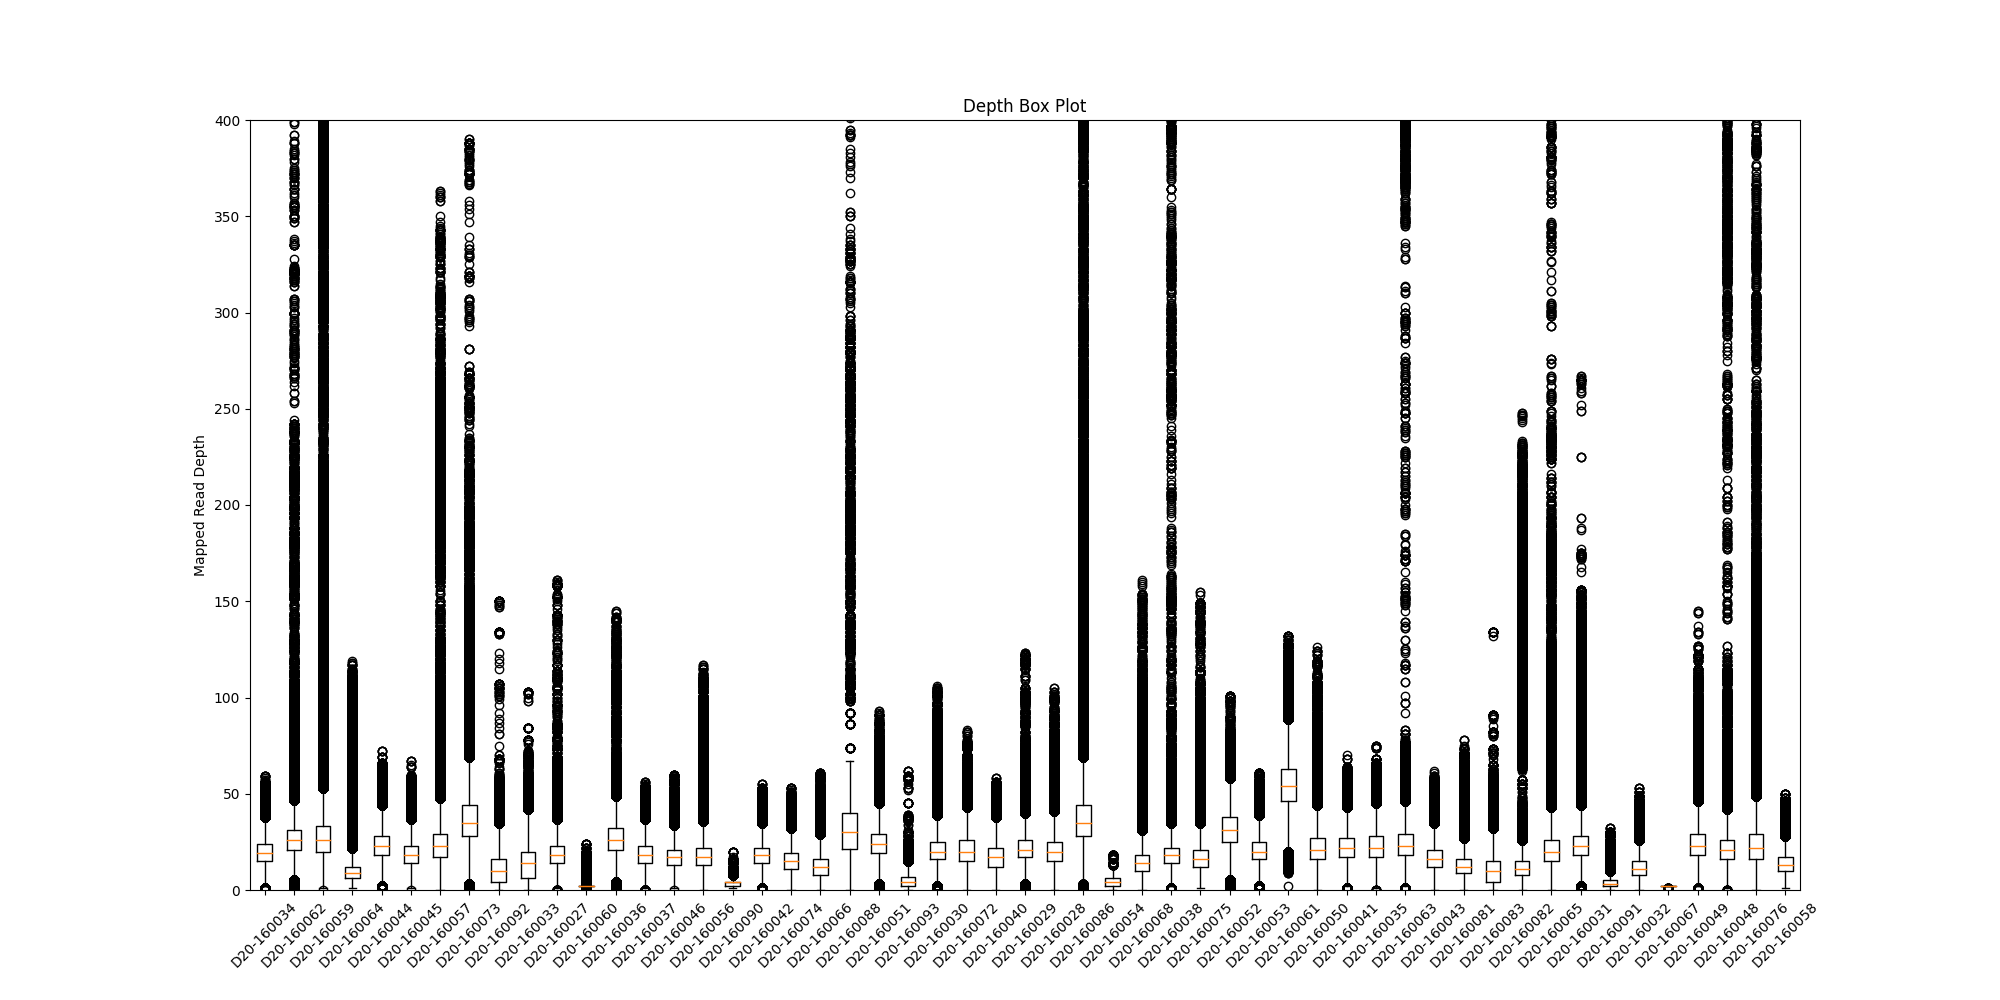 Depth Box Plot
Mapped Read Depth
400
350
300
250
200
150
100
50
0
D20-160034
D20-160062
D20-160059
D20-160064
D20-160044
D20-160045
D20-160057
D20-160073
D20-160092
D20-160033
D20-160027
D20-160060
D20-160036
D20-160037
D20-160046
D20-160056
D20-160090
D20-160042
D20-160074
D20-160066
D20-160088
D20-160051
D20-160093
D20-160030
D20-160072
D20-160040
D20-160029
D20-160028
D20-160086
D20-160054
D20-160068
D20-160038
D20-160075
D20-160052
D20-160053
D20-160061
D20-160050
D20-160041
D20-160035
D20-160063
D20-160043
D20-160081
D20-160083
D20-160082
D20-160065
D20-160031
D20-160091
D20-160032
D20-160067
D20-160049
D20-160048
D20-160076
D20-160058